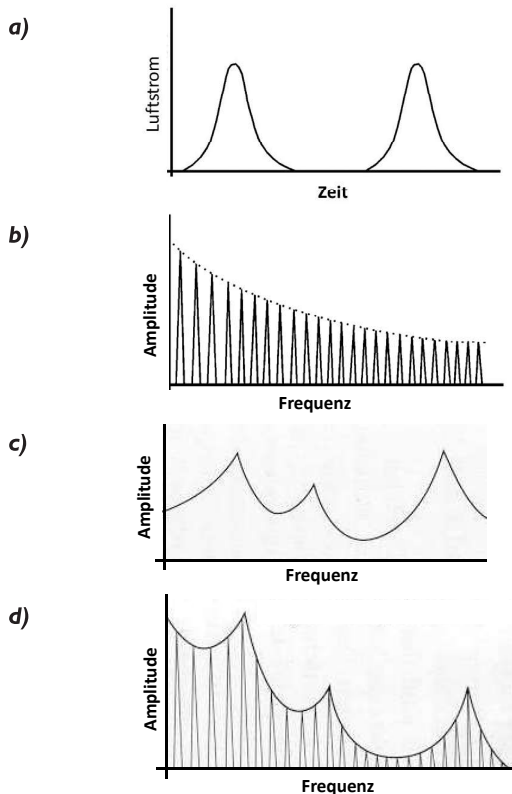 a)
Luftstrom
Zeit
b)
Amplitude
Frequenz
c)
Amplitude
Frequenz
d)
Amplitude
Frequenz